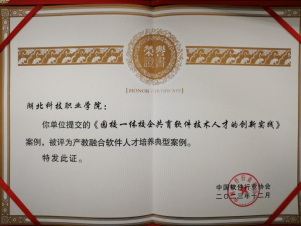 荣誉
证书
HONOR CERTIFICATE
湖北科技职业学院：
你单位提交的《园校一体校企共育软件技术人才的创新实践》
案例，被评为产教融合软件人才培养典型案例。
特发此证。
中国软件行业协会
二〇二三年十二月